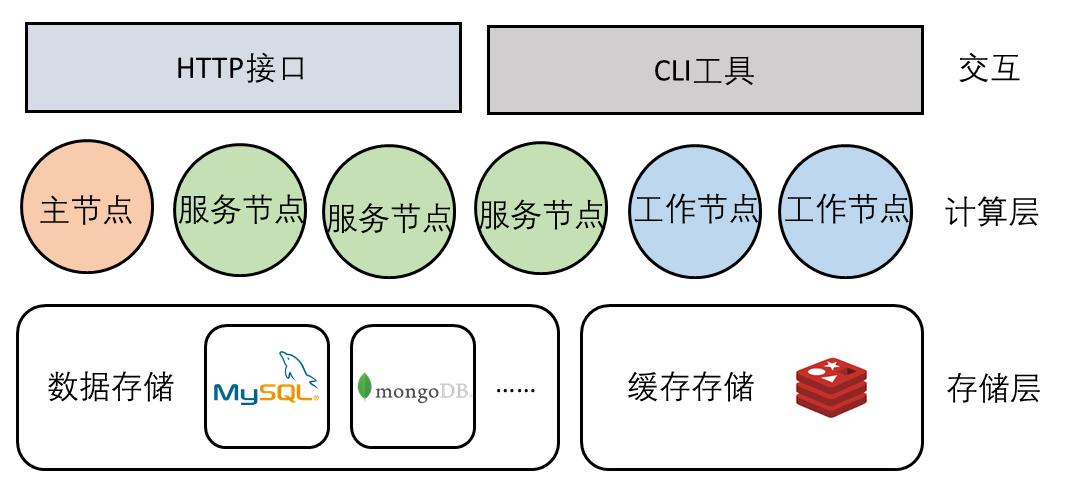 HTTP接口
CLI工具
交互
主节点
服务节点
服务节点
服务节点
工作节点
工作节点
计算层
数据存储
MySQL®
mongoDB.
······
缓存存储
存储层